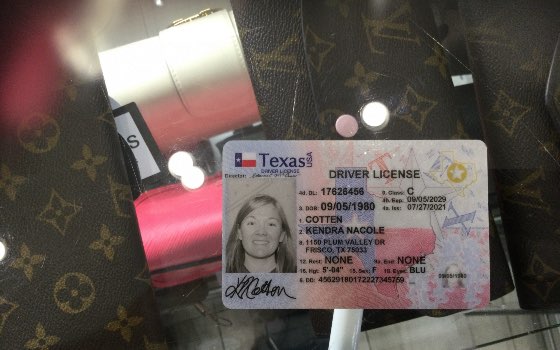 S
Texas USA
DRIVER LICENSE
DRIVER LICENSE
Director
4d. DL: 17626456 9. Class: C
4b. Exp: 09/05/2029
3. DOB: 09/05/1980 4a. Iss: 07/27/2021
1. COTTEN
2. KENDRA NACOLE
8. 1150 PLUM VALLEY DR
FRISCO, TX 75033
12. Rest: NONE 9a. End: NONE
16. Hgt: 5'-04" 15. Sex: F 18. Eyes: BLU
5. DD: 45629180172227345759
09/05/1980